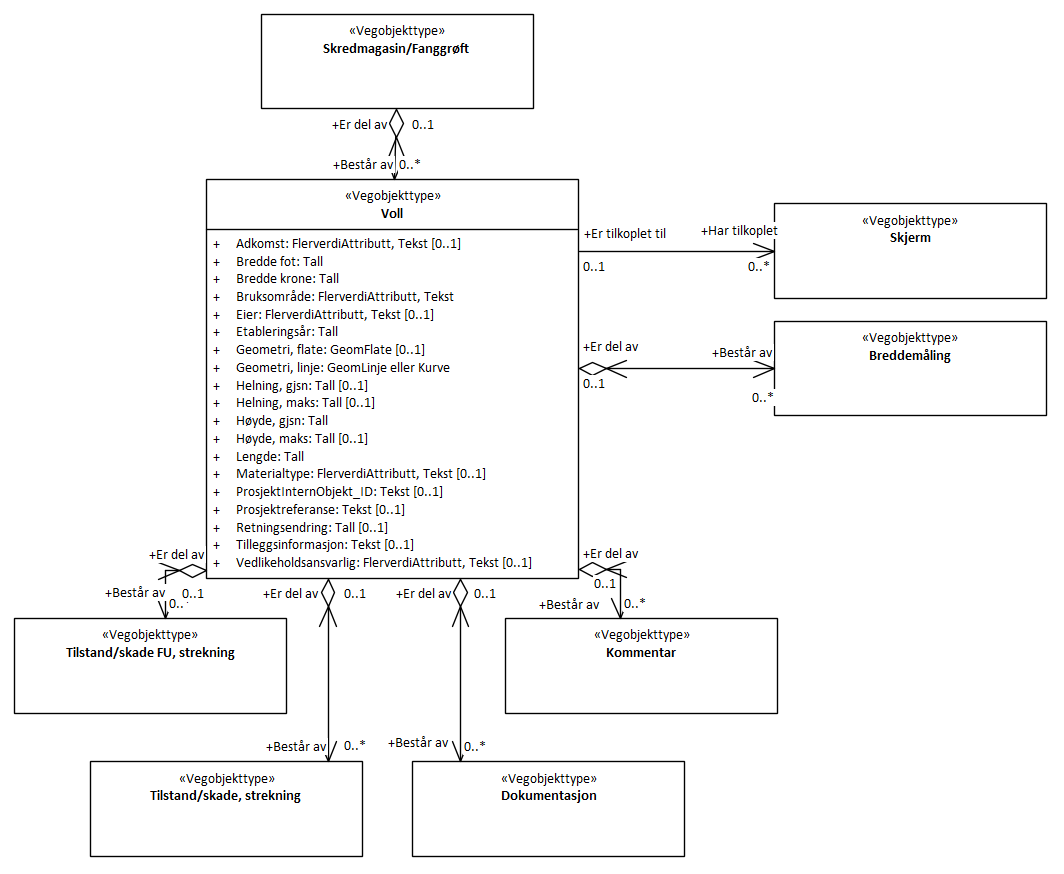 «Vegobjekttype»
Skredmagasin/Fanggrøft
+Er del av
0..1
+Består av
0..*
«Vegobjekttype»
Voll
+ Adkomst: FlerverdiAttributt, Tekst [0..1]
+ Bredde fot: Tall
+ Bredde krone: Tall
+ Bruksområde: FlerverdiAttributt, Tekst
+ Eier: FlerverdiAttributt, Tekst [0..1]
+ Etableringsår: Tall
+ Geometri, flate: GeomFlate [0..1]
+ Geometri, linje: GeomLinje eller Kurve
+ Helning, gjsn: Tall [0..1]
+ Helning, maks: Tall [0..1]
+ Høyde, gjsn: Tall
+ Høyde, maks: Tall [0..1]
+ Lengde: Tall
+ Materialtype: FlerverdiAttributt, Tekst [0..1]
+ ProsjektInternObjekt_ID: Tekst [0..1]
+ Prosjektreferanse: Tekst [0..1]
+ Retningsendring: Tall [0..1]
+ Tilleggsinformasjon: Tekst [0..1]
+ Vedlikeholdsansvarlig: FlerverdiAttributt, Tekst [0..1]
+Er tilkoplet til
+Har tilkoplet
0..1
0..*
«Vegobjekttype»
Skjerm
+Er del av
+Består av
0..1
0..*
«Vegobjekttype»
Breddemåling
+Er del av
0..1
+Består av
0..*
«Vegobjekttype»
Tilstand/skade FU, strekning
+Er del av
0..1
+Består av
0..*
«Vegobjekttype»
Tilstand/skade, strekning
+Er del av
0..1
+Består av
0..*
«Vegobjekttype»
Dokumentasjon
+Er del av
0..1
+Består av
0..*
«Vegobjekttype»
Kommentar